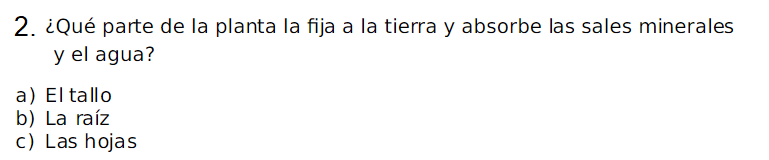 2. ¿Qué parte de la planta la fija a la tierra y absorbe las sales minerales
y el agua?
a) El tallo
b) La raíz
c) Las hojas